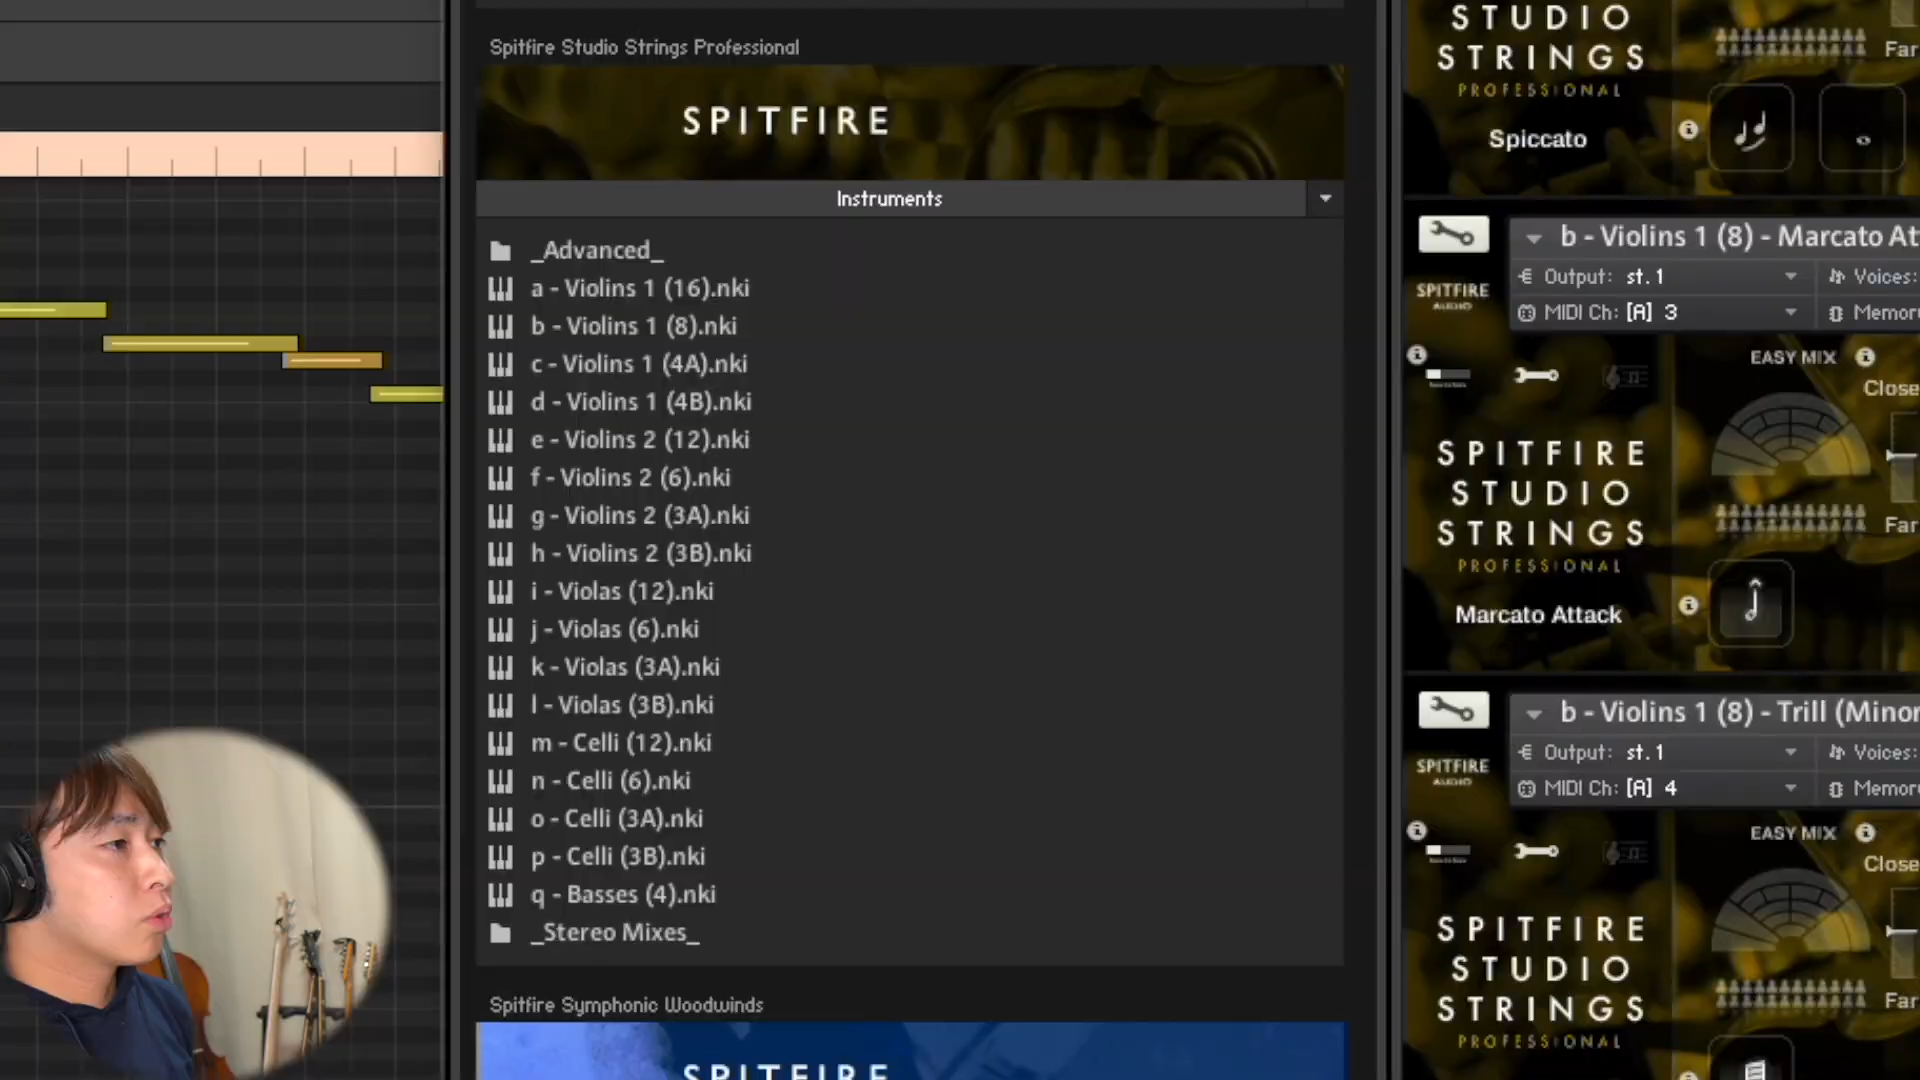 Spitfire Studio Strings Professional
SPITFIRE
Instruments
_Advanced_
a - Violins 1 (16).nki
b - Violins 1 (8).nki
c - Violins 1 (4A).nki
d - Violins 1 (4B).nki
e - Violins 2 (12).nki
f - Violins 2 (6).nki
g - Violins 2 (3A).nki
h - Violins 2 (3B).nki
i - Violas (12).nki
j - Violas (6).nki
k - Violas (3A).nki
l - Violas (3B).nki
m - Celli (12).nki
n - Celli (6).nki
o - Celli (3A).nki
p - Celli (3B).nki
q - Basses (4).nki
_Stereo Mixes_
Spitfire Symphonic Woodwinds
SPITFIRE
STUDIO
STRINGS
PROFESSIONAL
Far
Spiccato
b - Violins 1 (8) - Marcato At
Output: st.1
Voices:
SPITFIRE
AUDIO
MIDI Ch: [A] 3
Memor
EASY MIX
Close
SPITFIRE
STUDIO
STRINGS
PROFESSIONAL
Far
Marcato Attack
b - Violins 1 (8) - Trill (Minor
Output: st.1
Voices:
SPITFIRE
AUDIO
MIDI Ch: [A] 4
Memor
EASY MIX
Close
SPITFIRE
STUDIO
STRINGS
PROFESSIONAL
Far